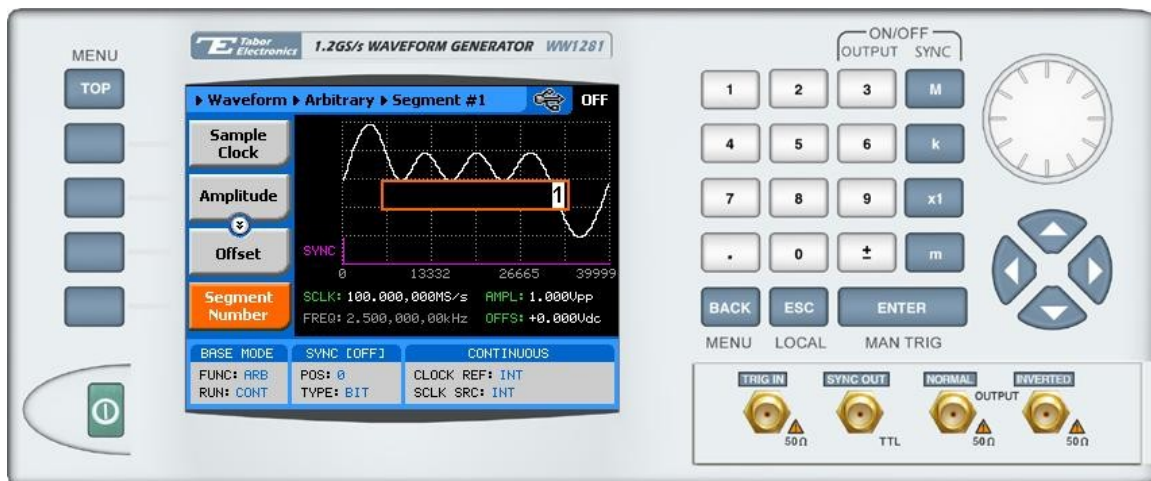 MENU
TOP
Tabor
Electronics
1.2GS/s WAVEFORM GENERATOR WW1281
Waveform Arbitrary Segment #1 OFF
Sample
Clock
Amplitude
Offset
Segment
Number
1
SYNC
0 13332 26665 39999
SCLK: 100.000,000MS/s AMPL: 1.000Vpp
FREQ: 2.500,000,00kHz OFFS: +0.000Vdc
BASE MODE SYNC [OFF] CONTINUOUS
FUNC: ARB POS: 0 CLOCK REF: INT
RUN: CONT TYPE: BIT SCLK SRC: INT
ON/OFF
OUTPUT SYNC
1 2 3 M
4 5 6 k
7 8 9 x1
. 0 ± m
BACK ESC ENTER
MENU LOCAL MAN TRIG
TRIG IN SYNC OUT NORMAL INVERTED
OUTPUT
50Ω TTL 50Ω 50Ω